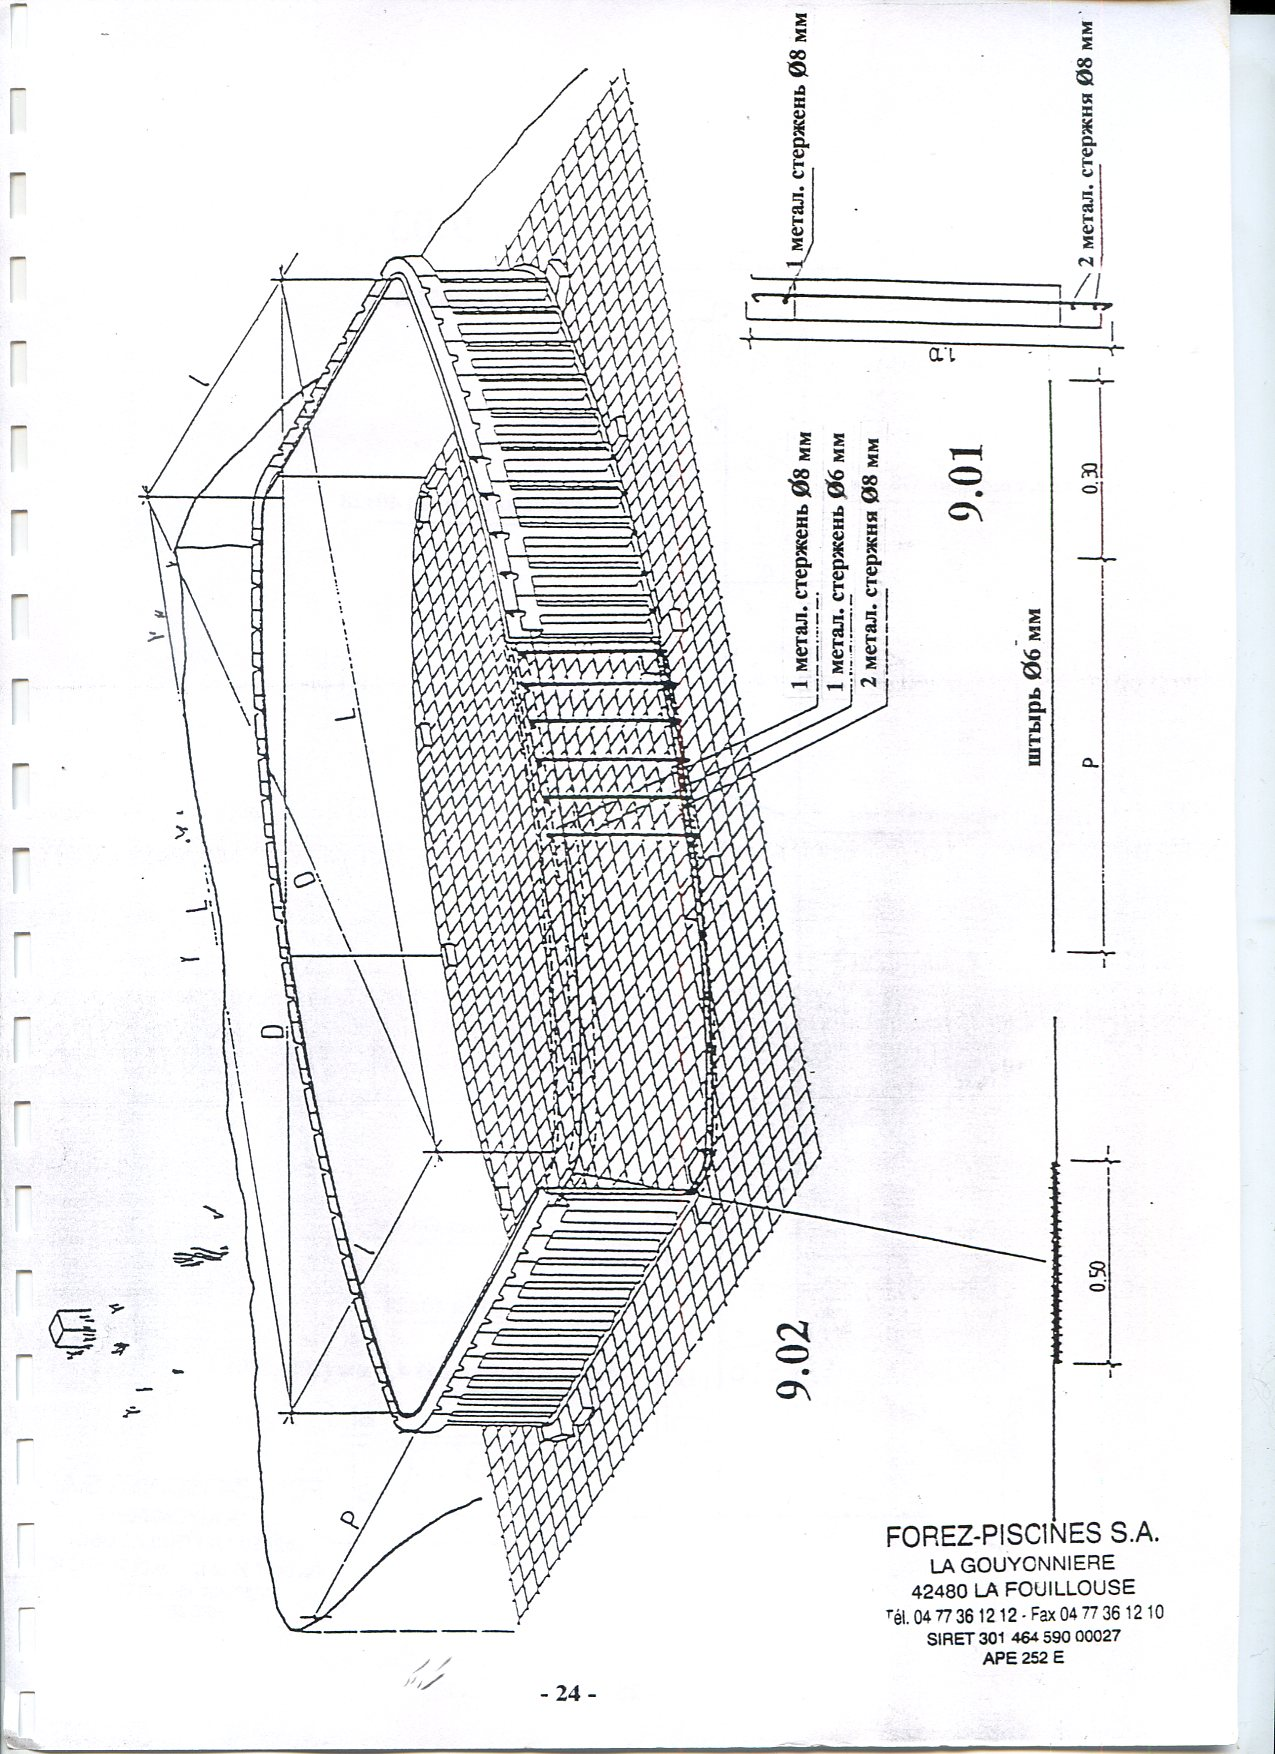 1 метал. стержень Ø8 мм
2 метал. стержня Ø8 мм
1 метал. стержень Ø8 мм
1 метал. стержень Ø6 мм
2 метал. стержня Ø8 мм
9.01
штырь Ø6 мм
0,30
P
0,50
9.02
L
L
D
D
l
l
P
FOREZ-PISCINES S.A.
LA GOUYONNIERE
42480 LA FOUILLOUSE
Tél. 04 77 36 12 12 - Fax 04 77 36 12 10
SIRET 301 464 590 00027
APE 252 E
- 24 -